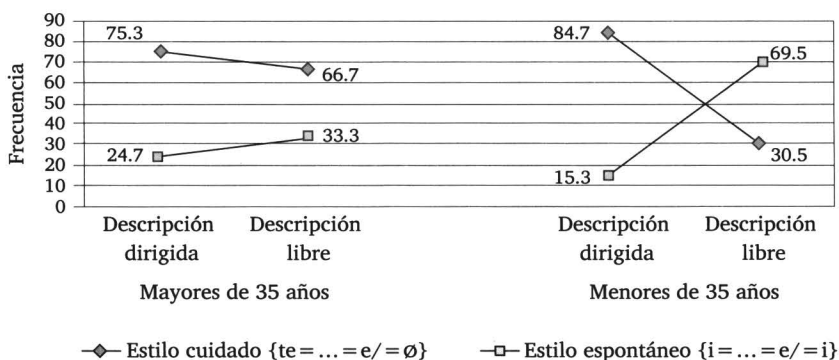 Frecuencia
90
80
70
60
50
40
30
20
10
0
75.3
66.7
24.7
33.3
84.7
69.5
15.3
30.5
Descripción dirigida
Descripción libre
Descripción dirigida
Descripción libre
Mayores de 35 años
Menores de 35 años
Estilo cuidado {te=...=e/=ø}
Estilo espontáneo {i=...=e/=i}